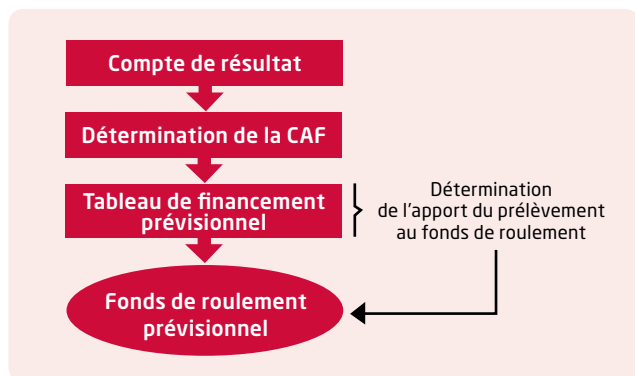 Compte de résultat
Détermination de la CAF
Tableau de financement
prévisionnel
Détermination
de l'apport du prélèvement
au fonds de roulement
Fonds de roulement
prévisionnel